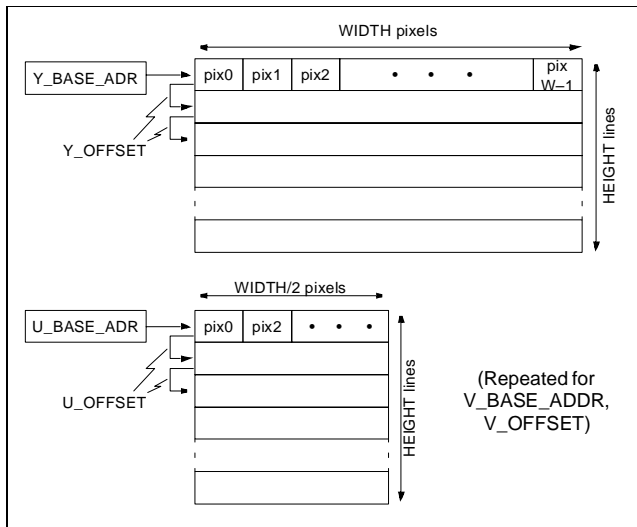 WIDTH pixels
Y_BASE_ADR
pix0 pix1 pix2 • • • pix W–1
Y_OFFSET
HEIGHT lines
WIDTH/2 pixels
U_BASE_ADR
pix0 pix2 • • •
U_OFFSET
HEIGHT lines
(Repeated for
V_BASE_ADDR,
V_OFFSET)